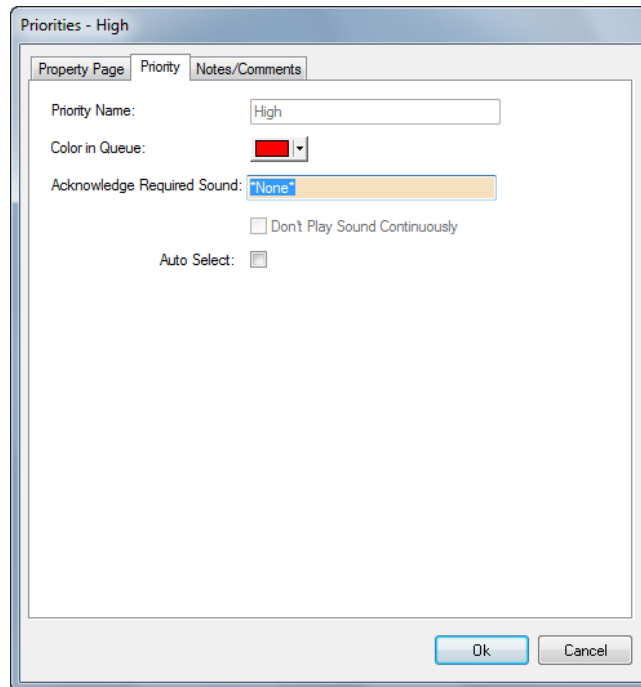 Priorities - High
Property Page Priority Notes/Comments
Priority Name: High
Color in Queue:
Acknowledge Required Sound: *None*
Don't Play Sound Continuously
Auto Select:
Ok Cancel